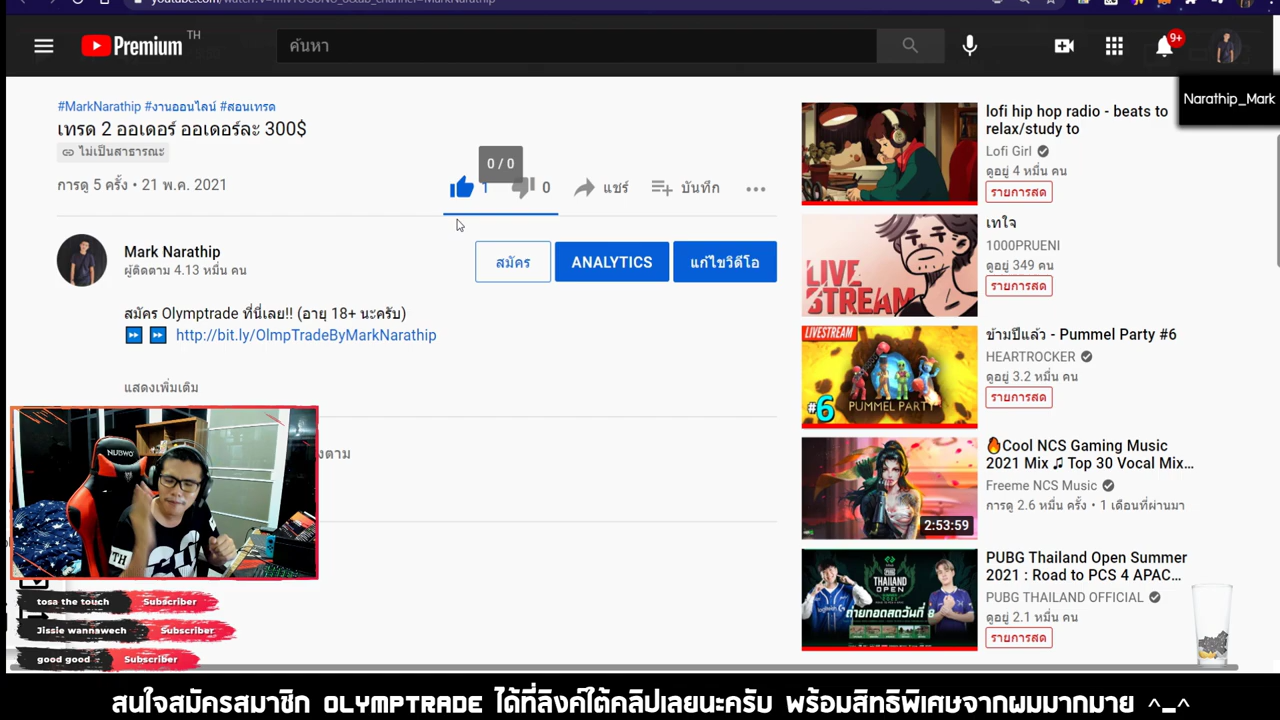 Premium TH
ค้นหา
9+
Narathip_Mark
#MarkNarathip #งานออนไลน์ #สอนเทรด
เทรด 2 ออเดอร์ ออเดอร์ละ 300$
ไม่เป็นสาธารณะ
การดู 5 ครั้ง • 21 พ.ค. 2021
0 / 0
1
0
แชร์
บันทึก
Mark Narathip
ผู้ติดตาม 4.13 หมื่น คน
สมัคร
ANALYTICS
แก้ไขวิดีโอ
สมัคร Olymptrade ที่นี่เลย!! (อายุ 18+ นะครับ)
http://bit.ly/OlmpTradeByMarkNarathip
แสดงเพิ่มเติม
NUBWO
TH
tosa the touch Subscriber
Jissie wannawech Subscriber
good good Subscriber
lofi hip hop radio - beats to
relax/study to
Lofi Girl
ดูอยู่ 4 หมื่น คน
รายการสด
LIVE
STREAM
เทใจ
1000PRUENI
ดูอยู่ 349 คน
รายการสด
LIVESTREAM
#6
PUMMEL PARTY
ข้ามปีแล้ว - Pummel Party #6
HEARTROCKER
ดูอยู่ 3.2 หมื่น คน
รายการสด
2:53:59
🔥Cool NCS Gaming Music
2021 Mix ♫ Top 30 Vocal Mix...
Freeme NCS Music
การดู 2.6 หมื่น ครั้ง • 1 เดือนที่ผ่านมา
THAILAND
OPEN
ถ่ายทอดสดวันที่ 8
PUBG Thailand Open Summer
2021 : Road to PCS 4 APAC...
PUBG THAILAND OFFICIAL
ดูอยู่ 2.1 หมื่น คน
รายการสด
สนใจสมัครสมาชิก OLYMPTRADE ได้ที่ลิงค์ใต้คลิปเลยนะครับ พร้อมสิทธิพิเศษจากผมมากมาย ^_^